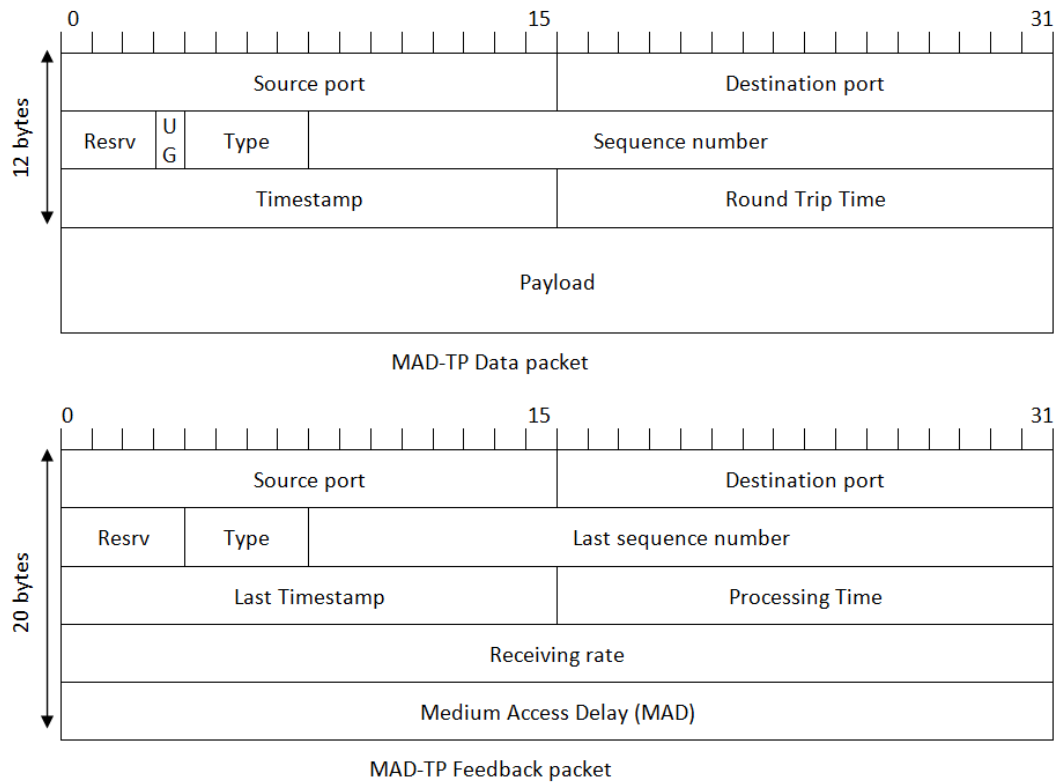 0 15 31
12 bytes
Source port Destination port
Resrv U G Type Sequence number
Timestamp Round Trip Time
Payload
MAD-TP Data packet
0 15 31
20 bytes
Source port Destination port
Resrv Type Last sequence number
Last Timestamp Processing Time
Receiving rate
Medium Access Delay (MAD)
MAD-TP Feedback packet